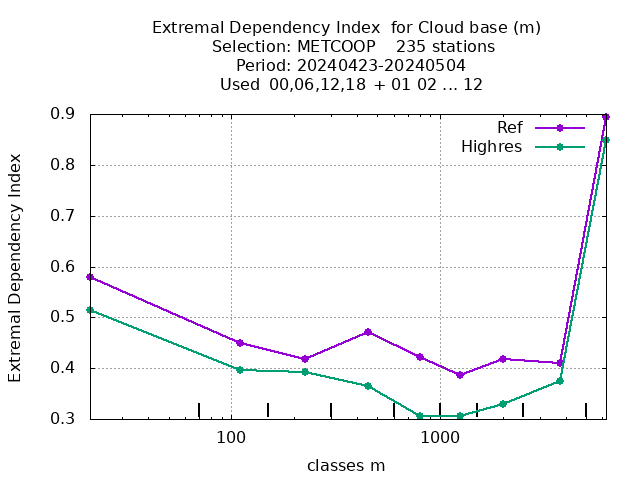 Extremal Dependency Index  for Cloud base (m)
Selection: METCOOP    235 stations
Period: 20240423-20240504
Used  00,06,12,18  + 01 02 ... 12
0.9
0.8
0.7
0.6
0.5
0.4
0.3
Extremal Dependency Index
Ref
Highres
100
1000
classes m